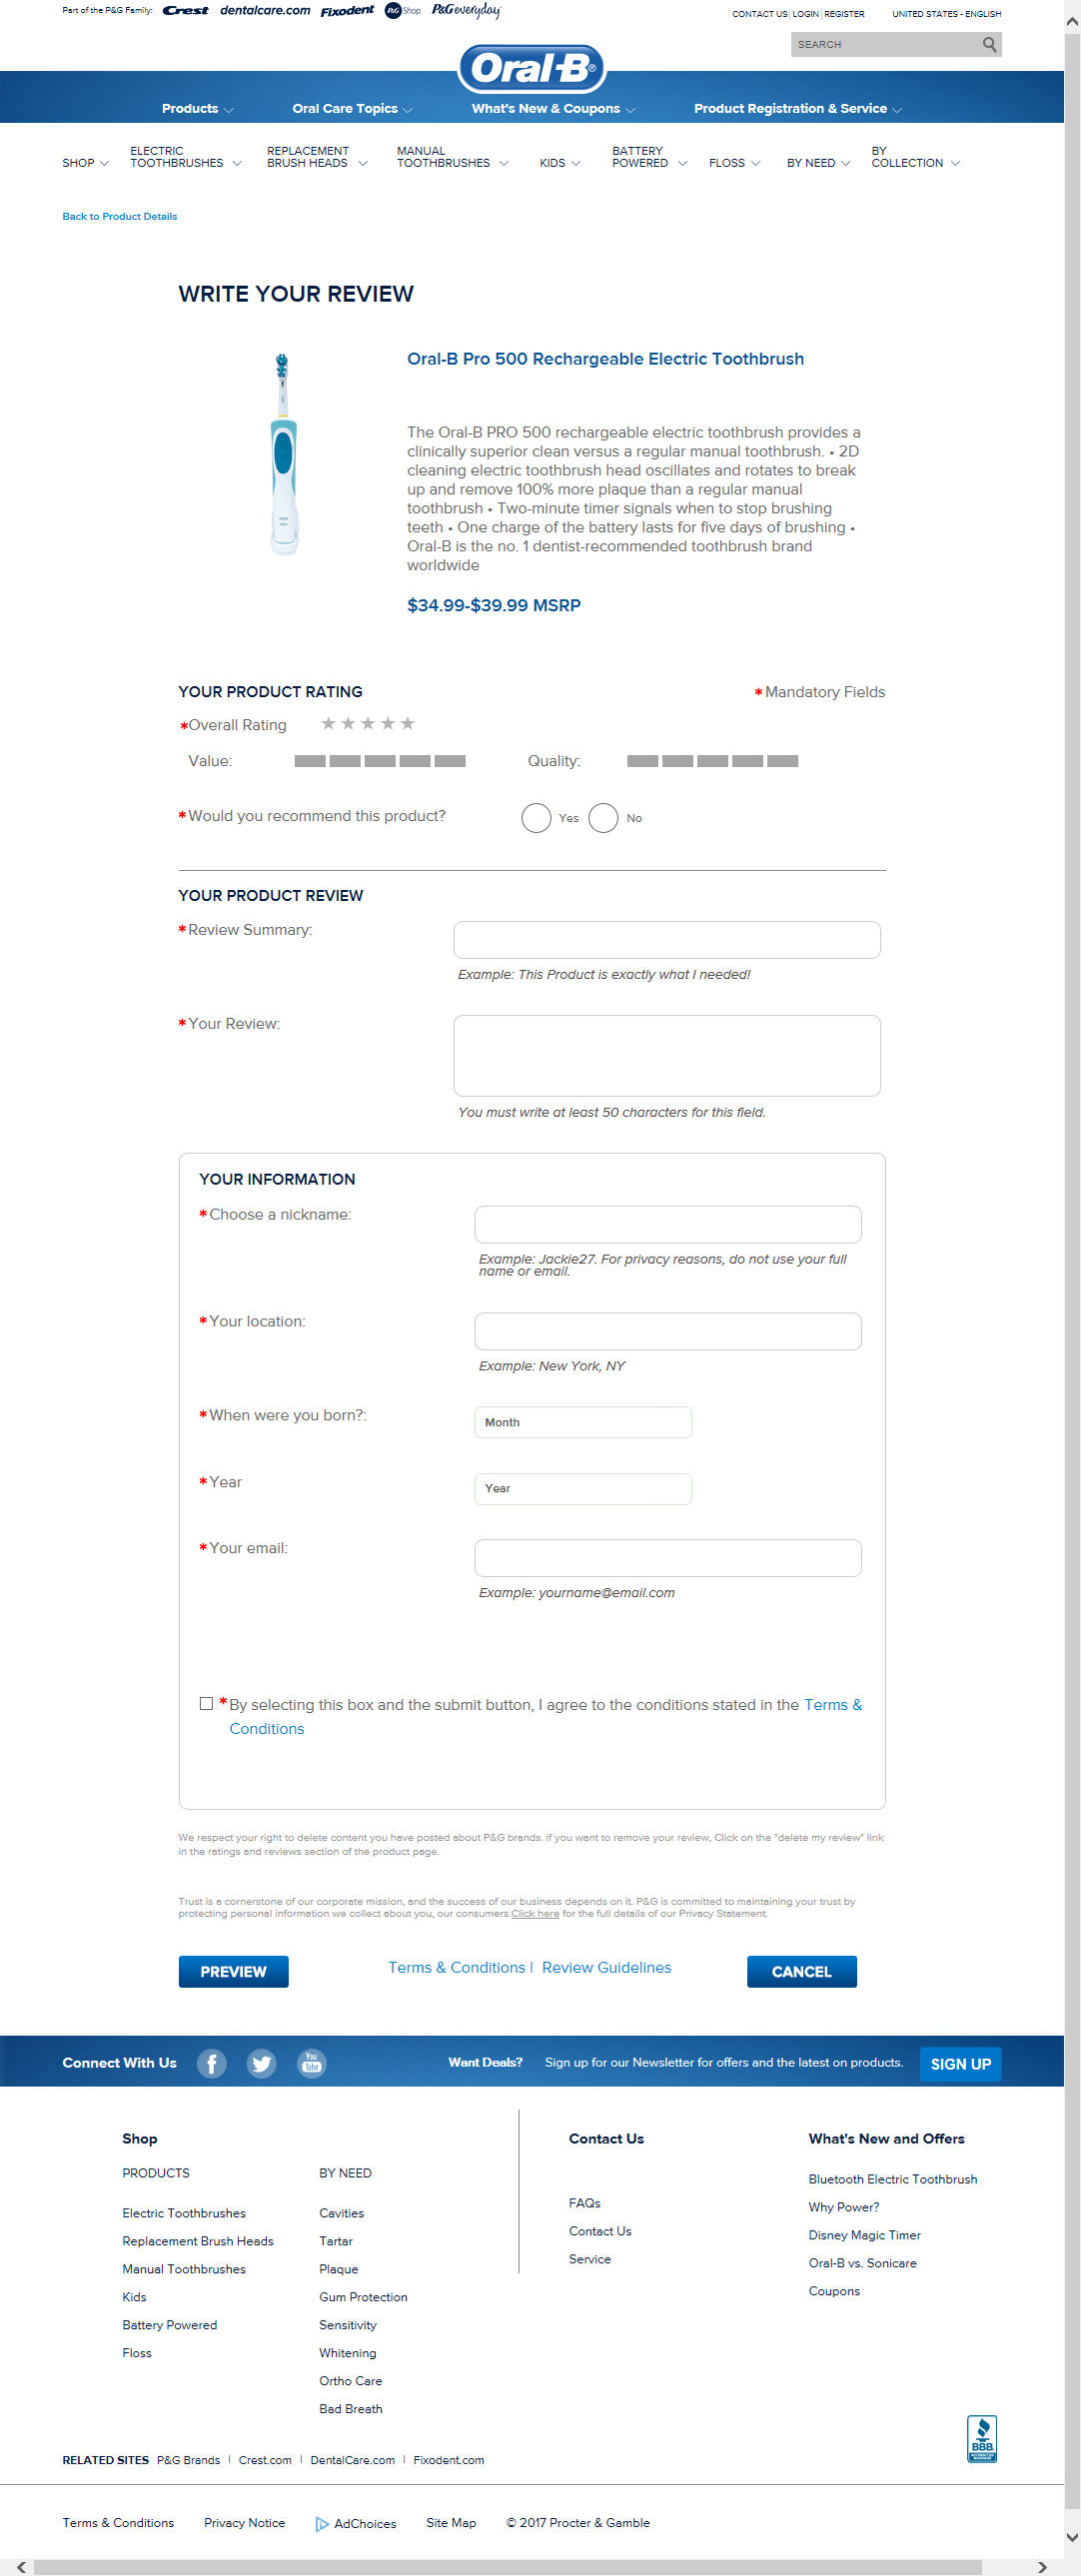 Part of the P&G Family: Crest dentalcare.com Fixodent P&G Shop P&G everyday
CONTACT US | LOGIN | REGISTER UNITED STATES - ENGLISH
SEARCH
Oral-B®
Products Oral Care Topics What's New & Coupons Product Registration & Service
SHOP ELECTRIC TOOTHBRUSHES REPLACEMENT BRUSH HEADS MANUAL TOOTHBRUSHES KIDS BATTERY POWERED FLOSS BY NEED BY COLLECTION
Back to Product Details
WRITE YOUR REVIEW
Oral-B Pro 500 Rechargeable Electric Toothbrush
The Oral-B PRO 500 rechargeable electric toothbrush provides a
clinically superior clean versus a regular manual toothbrush. • 2D
cleaning electric toothbrush head oscillates and rotates to break
up and remove 100% more plaque than a regular manual
toothbrush • Two-minute timer signals when to stop brushing
teeth • One charge of the battery lasts for five days of brushing •
Oral-B is the no. 1 dentist-recommended toothbrush brand
worldwide
$34.99-$39.99 MSRP
YOUR PRODUCT RATING *Mandatory Fields
*Overall Rating ★★★★★
Value: Quality:
*Would you recommend this product? Yes No
YOUR PRODUCT REVIEW
*Review Summary:
Example: This Product is exactly what I needed!
*Your Review:
You must write at least 50 characters for this field.
YOUR INFORMATION
*Choose a nickname:
Example: Jackie27. For privacy reasons, do not use your full
name or email.
*Your location:
Example: New York, NY
*When were you born?: Month
*Year Year
*Your email:
Example: yourname@email.com
*By selecting this box and the submit button, I agree to the conditions stated in the Terms &
Conditions
We respect your right to delete content you have posted about P&G brands. if you want to remove your review, Click on the "delete my review" link
in the ratings and reviews section of the product page.
Trust is a cornerstone of our corporate mission, and the success of our business depends on it. P&G is committed to maintaining your trust by
protecting personal information we collect about you, our consumers.Click here for the full details of our Privacy Statement.
PREVIEW Terms & Conditions | Review Guidelines CANCEL
Connect With Us f You Tube Want Deals? Sign up for our Newsletter for offers and the latest on products. SIGN UP
Shop
PRODUCTS
Electric Toothbrushes
Replacement Brush Heads
Manual Toothbrushes
Kids
Battery Powered
Floss
BY NEED
Cavities
Tartar
Plaque
Gum Protection
Sensitivity
Whitening
Ortho Care
Bad Breath
Contact Us
FAQs
Contact Us
Service
What's New and Offers
Bluetooth Electric Toothbrush
Why Power?
Disney Magic Timer
Oral-B vs. Sonicare
Coupons
BBB
ACCREDITED
BUSINESS
RELATED SITES P&G Brands | Crest.com | DentalCare.com | Fixodent.com
Terms & Conditions Privacy Notice AdChoices Site Map © 2017 Procter & Gamble